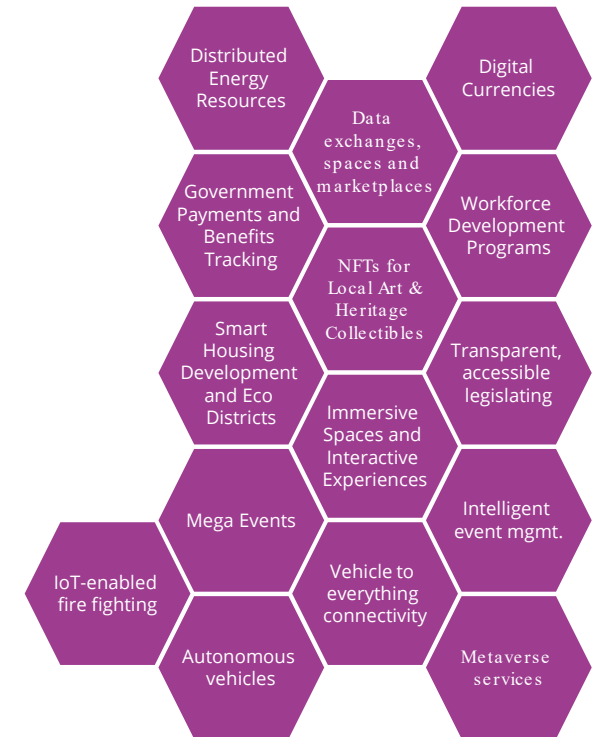 Distributed
Energy
Resources
Digital
Currencies
Data
exchanges,
spaces and
marketplaces
Government
Payments and
Benefits
Tracking
Workforce
Development
Programs
NFTs for
Local Art &
Heritage
Collectibles
Smart
Housing
Development
and Eco
Districts
Transparent,
accessible
legislating
Immersive
Spaces and
Interactive
Experiences
Mega Events
Intelligent
event mgmt.
IoT-enabled
fire fighting
Vehicle to
everything
connectivity
Autonomous
vehicles
Metaverse
services